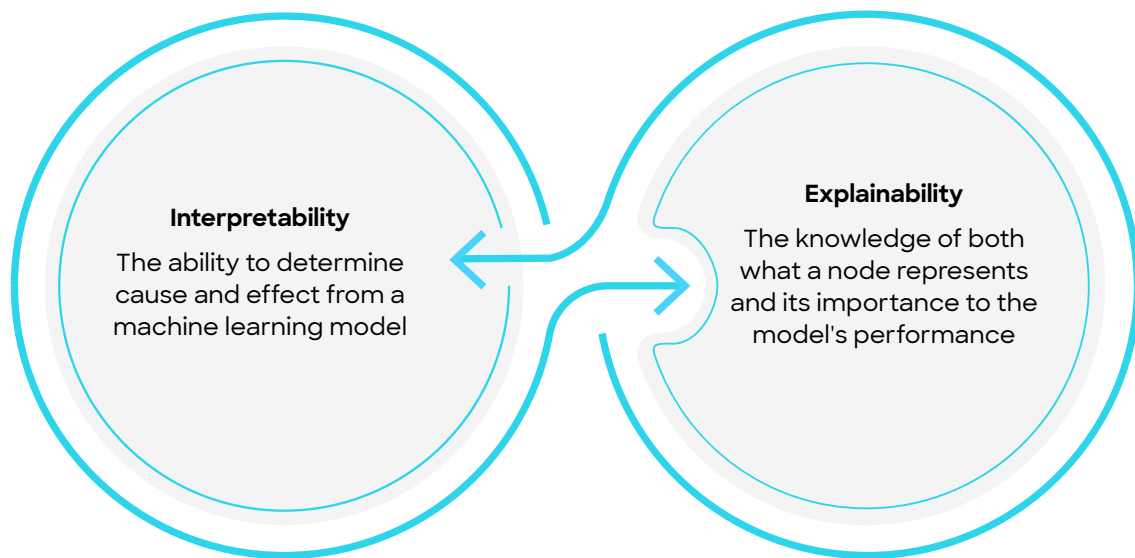 Interpretability
The ability to determine
cause and effect from a
machine learning model
Explainability
The knowledge of both
what a node represents
and its importance to the
model's performance